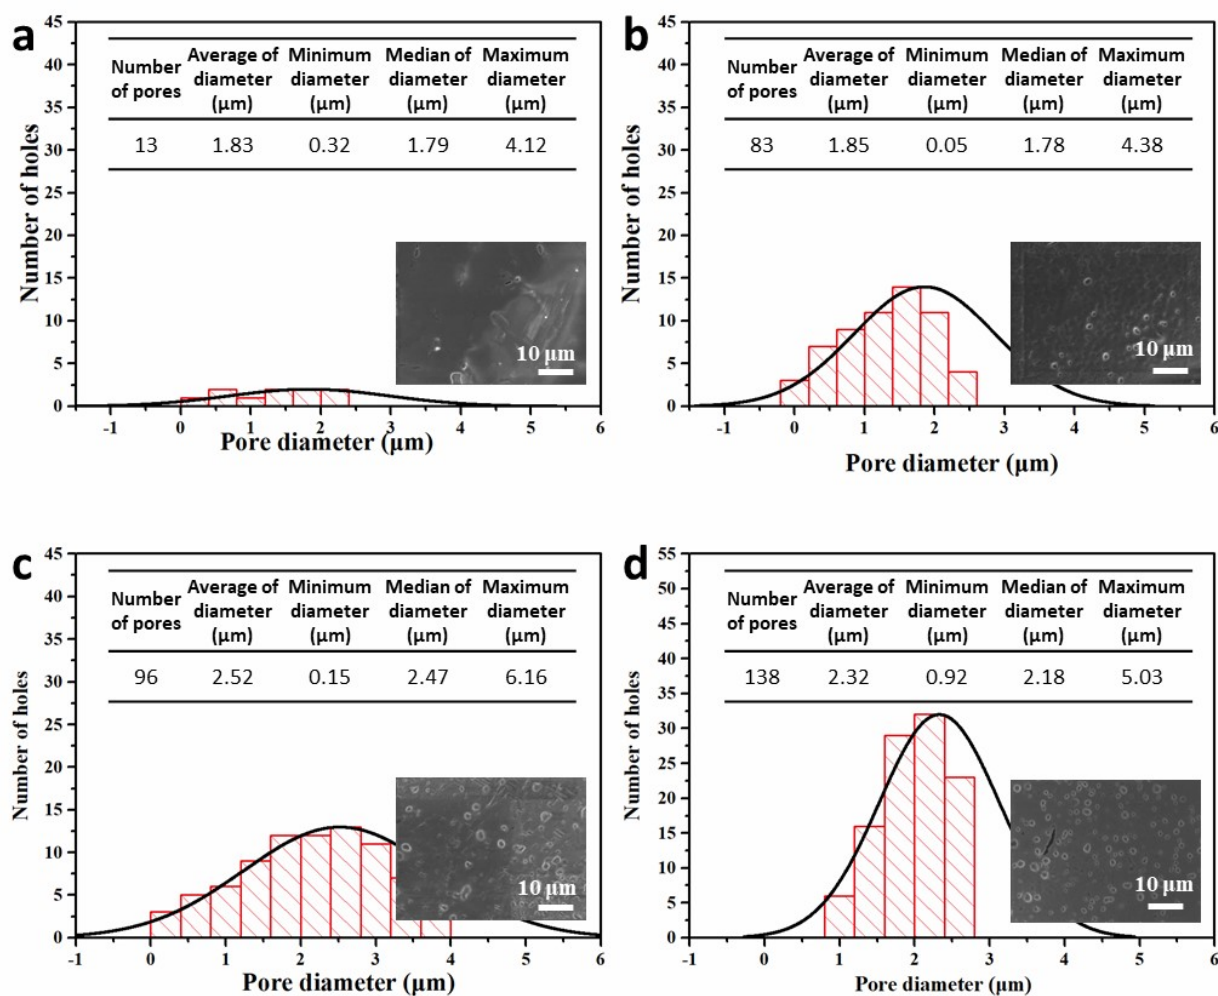 a
Number of pores
Average of diameter (µm)
Minimum diameter (µm)
Median of diameter (µm)
Maximum diameter (µm)
13 1.83 0.32 1.79 4.12
45
40
35
30
25
20
15
10
5
0
Number of holes
10 µm
-1 0 1 2 3 4 5 6
Pore diameter (µm)
b
Number of pores
Average of diameter (µm)
Minimum diameter (µm)
Median of diameter (µm)
Maximum diameter (µm)
83 1.85 0.05 1.78 4.38
45
40
35
30
25
20
15
10
5
0
Number of holes
10 µm
-1 0 1 2 3 4 5 6
Pore diameter (µm)
c
Number of pores
Average of diameter (µm)
Minimum diameter (µm)
Median of diameter (µm)
Maximum diameter (µm)
96 2.52 0.15 2.47 6.16
45
40
35
30
25
20
15
10
5
0
Number of holes
10 µm
-1 0 1 2 3 4 5 6
Pore diameter (µm)
d
Number of pores
Average of diameter (µm)
Minimum diameter (µm)
Median of diameter (µm)
Maximum diameter (µm)
138 2.32 0.92 2.18 5.03
55
50
45
40
35
30
25
20
15
10
5
0
Number of holes
10 µm
-1 0 1 2 3 4 5 6
Pore diameter (µm)